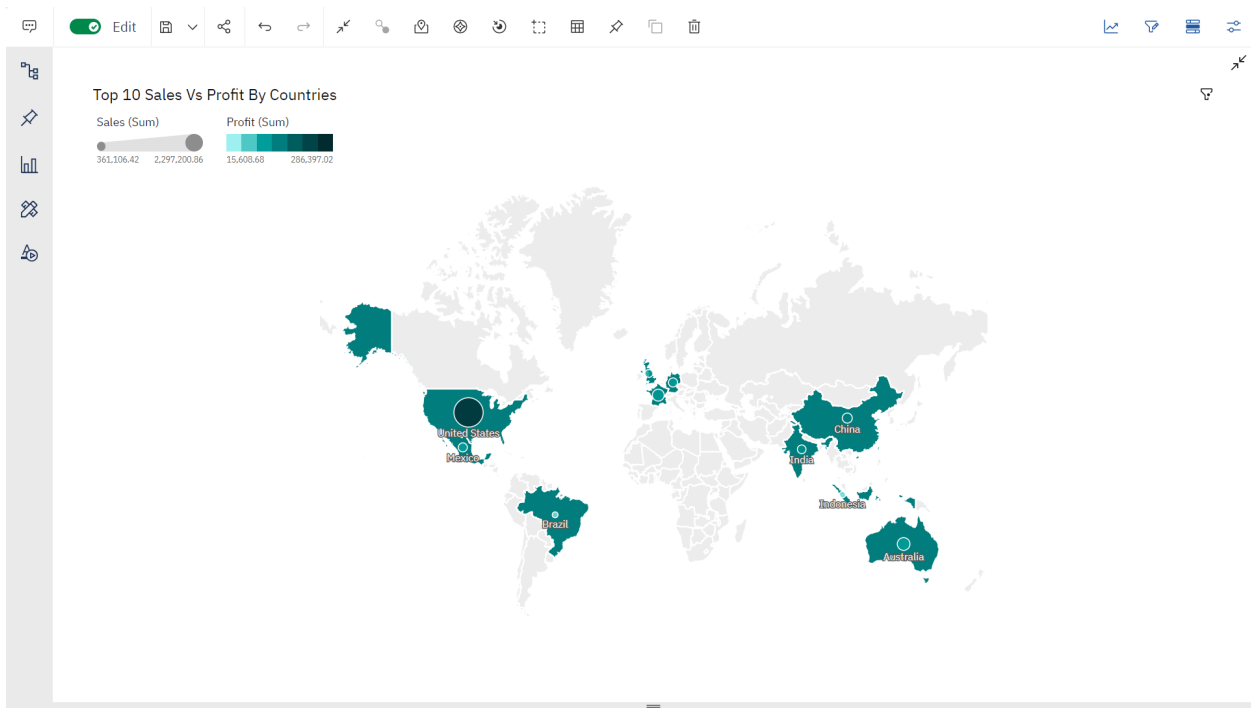 Edit
Top 10 Sales Vs Profit By Countries
Sales (Sum) Profit (Sum)
361,106.42 2,297,200.86 15,608.68 286,397.02
United States
Mexico
China
India
Indonesia
Brazil
Australia